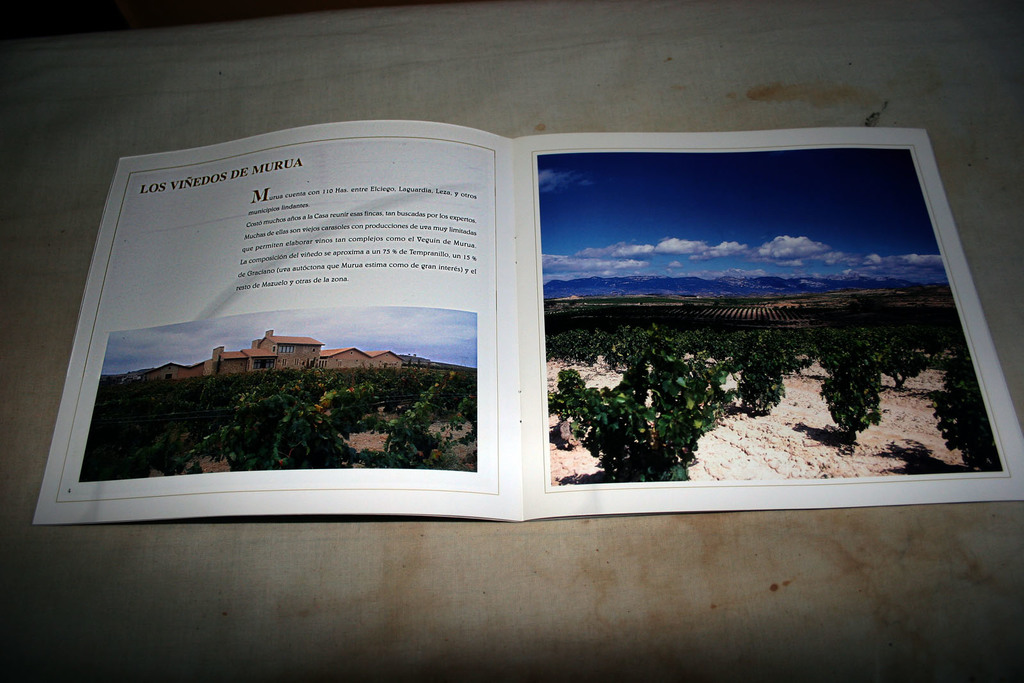 LOS VIÑEDOS DE MURUA
Murua cuenta con 110 Has. entre Elciego, Laguardia, Leza, y otros
municipios lindantes.
Costó muchos años a la Casa reunir esas fincas, tan buscadas por los expertos.
Muchas de ellas son viejos carasoles con producciones de uva muy limitadas
que permiten elaborar vinos tan complejos como el Veguín de Murua.
La composición del viñedo se aproxima a un 75 % de Tempranillo, un 15 %
de Graciano (uva autóctona que Murua estima como de gran interés) y el
resto de Mazuelo y otras de la zona.
4